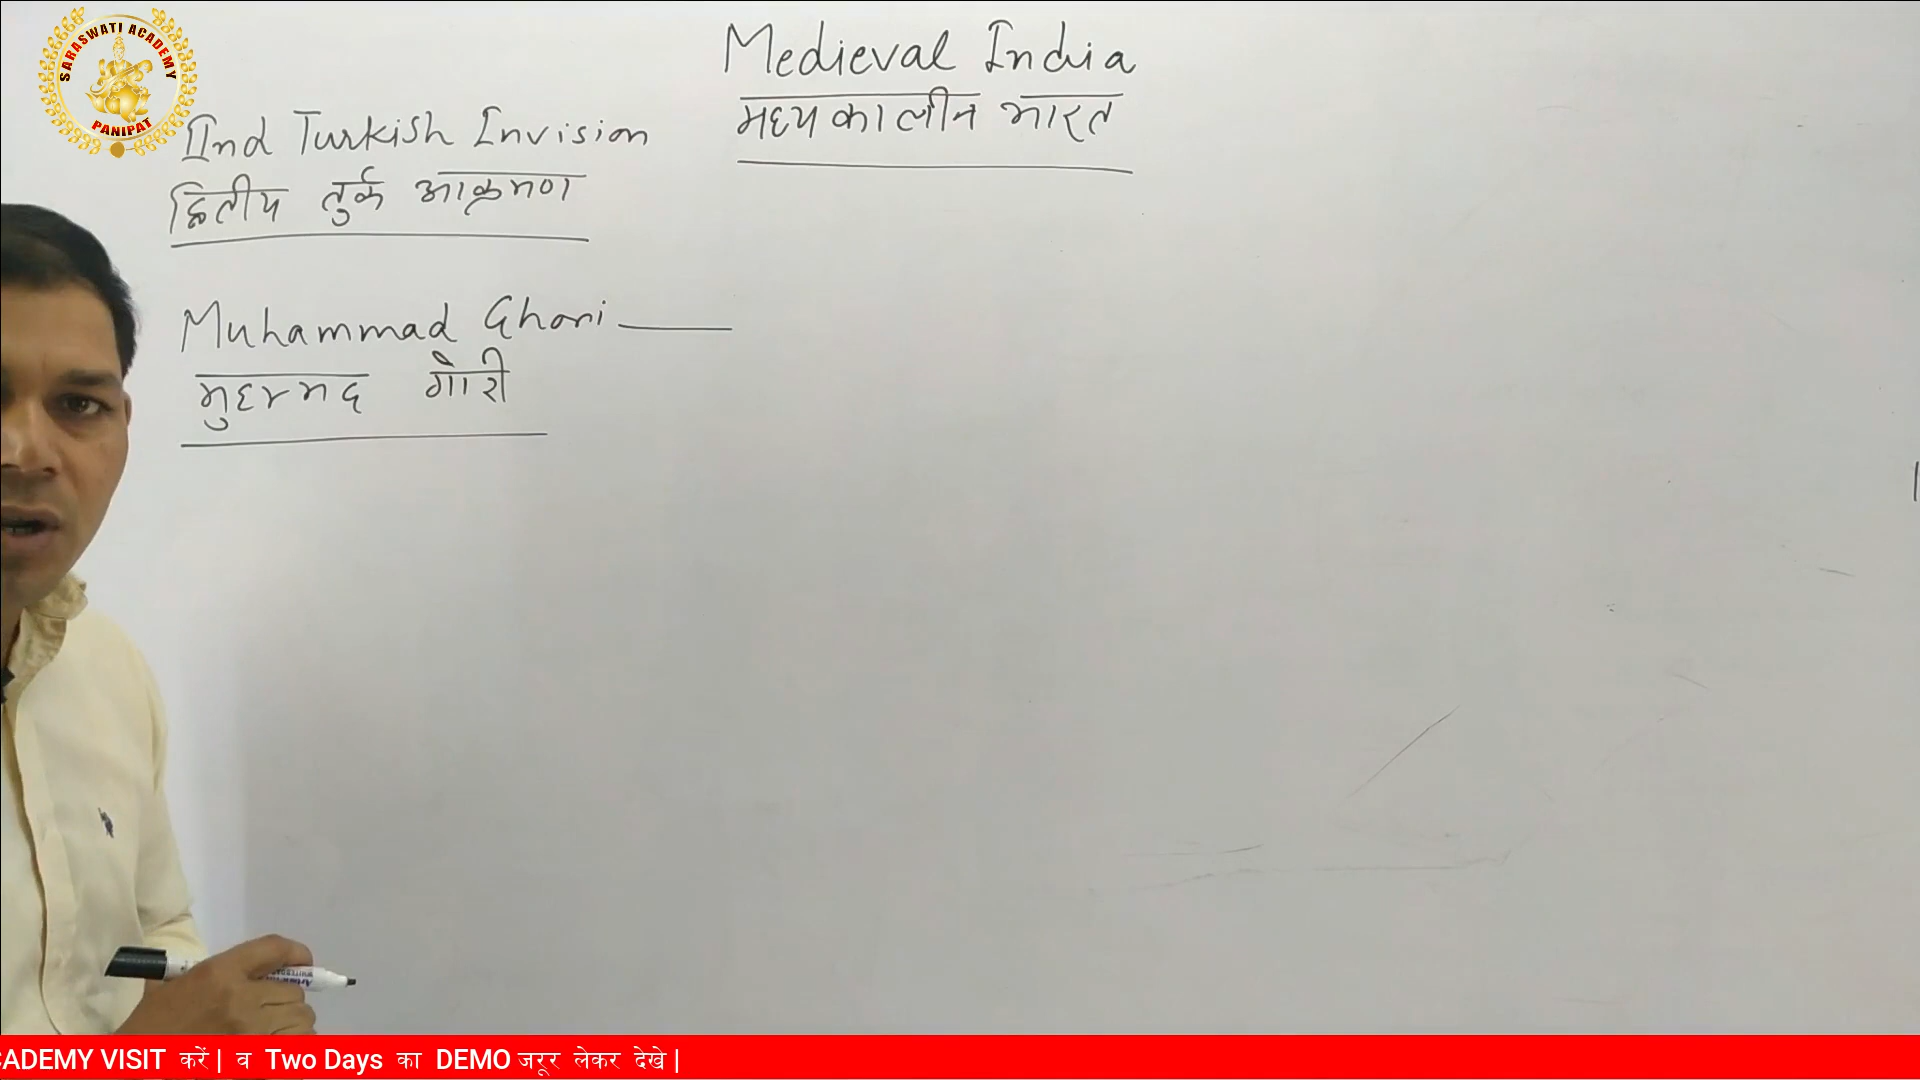 SARASWATI ACADEMY
PANIPAT
Medieval India
मध्यकालीन भारत
IInd Turkish Invision
द्वितीय तुर्क आक्रमण
Muhammad Ghori
मुहम्मद गौरी
CADEMY VISIT करें | व Two Days का DEMO जरूर लेकर देखे |